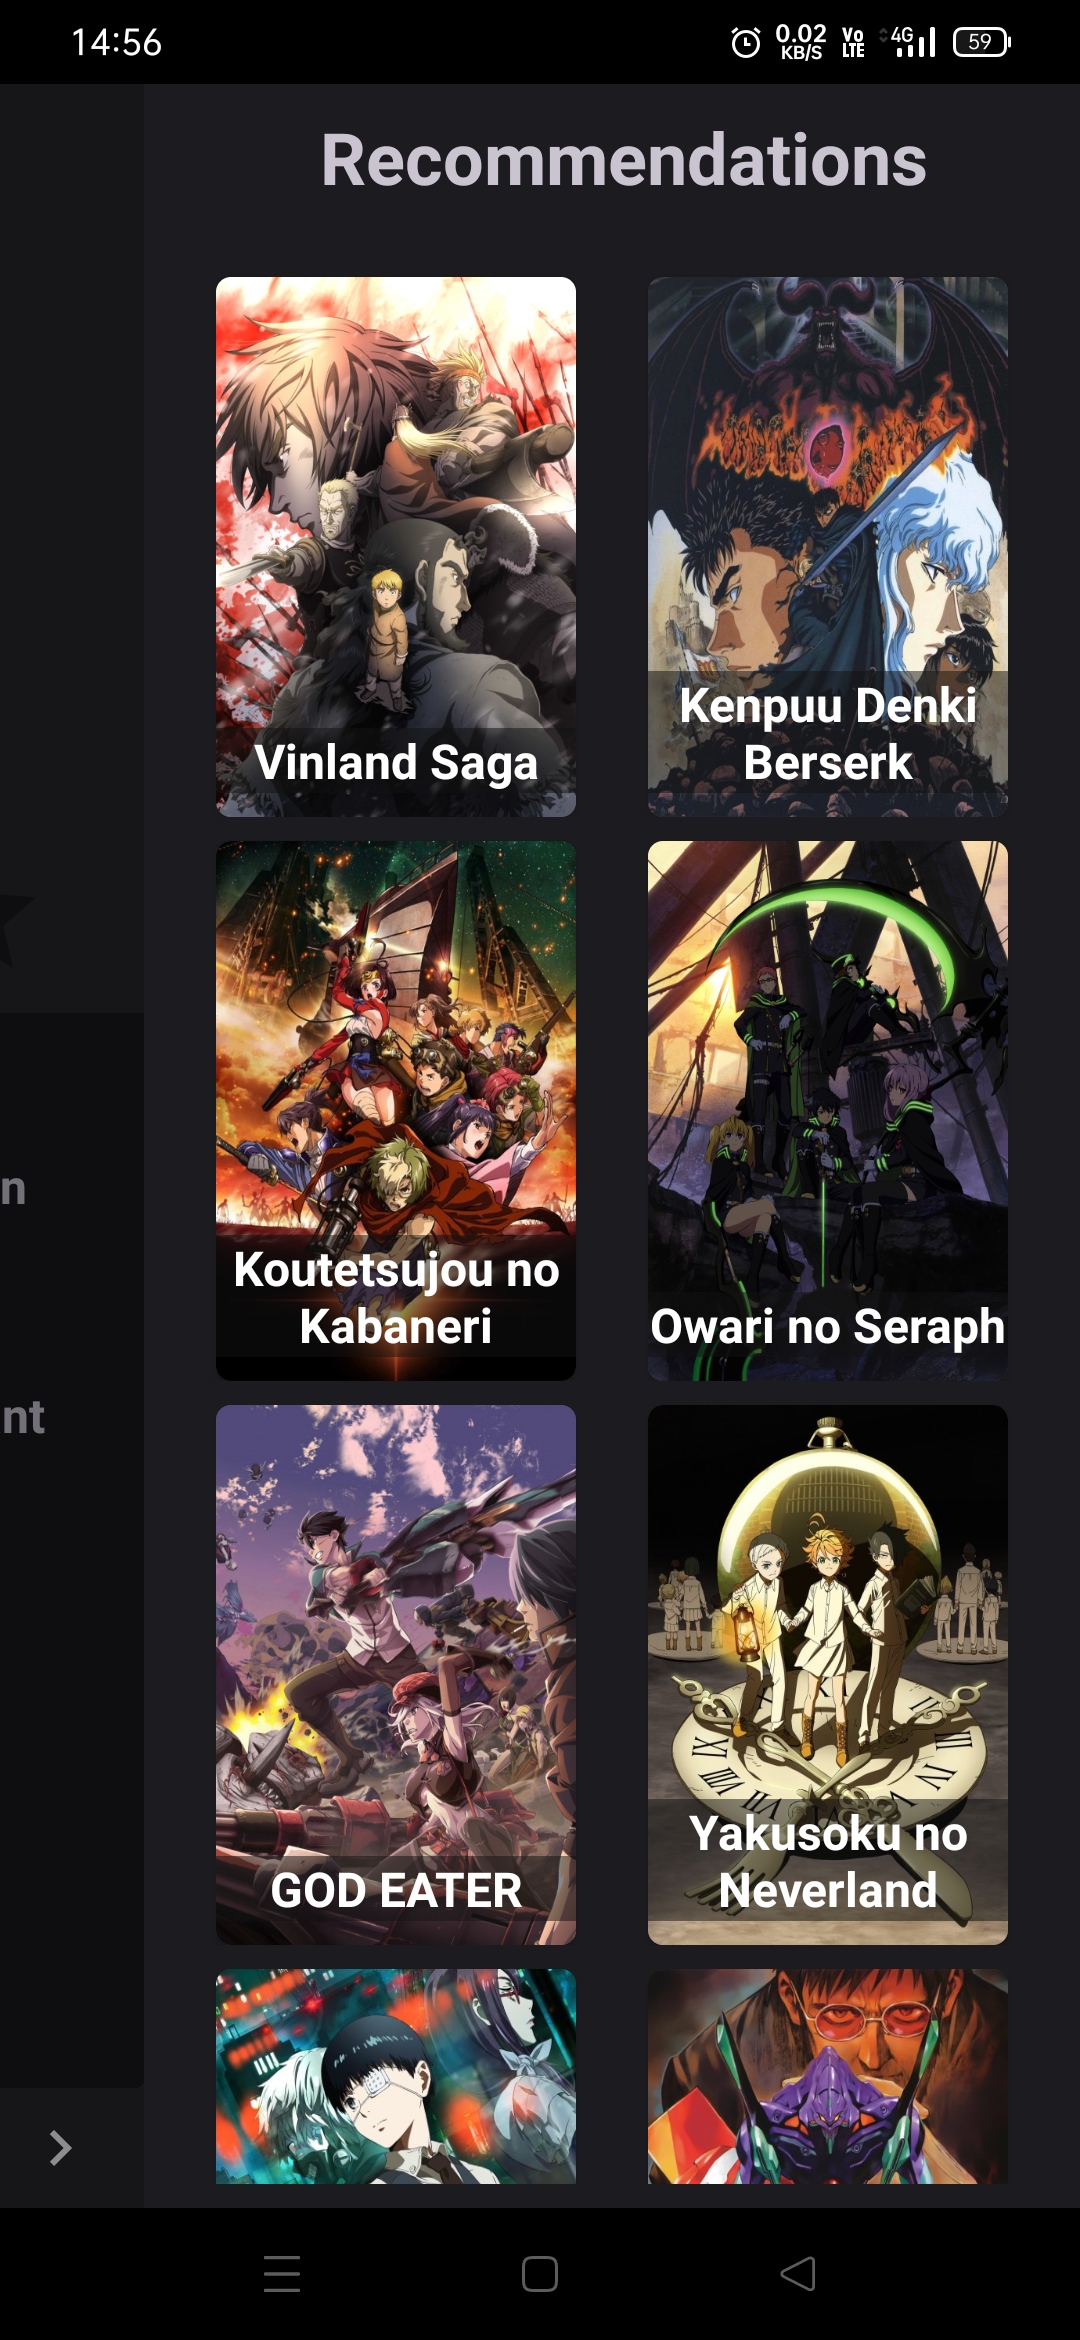 14:56
0.02
KB/S
Vo
LTE
4G
59
Recommendations
Vinland Saga
Kenpuu Denki
Berserk
Koutetsujou no
Kabaneri
Owari no Seraph
n
nt
GOD EATER
Yakusoku no
Neverland